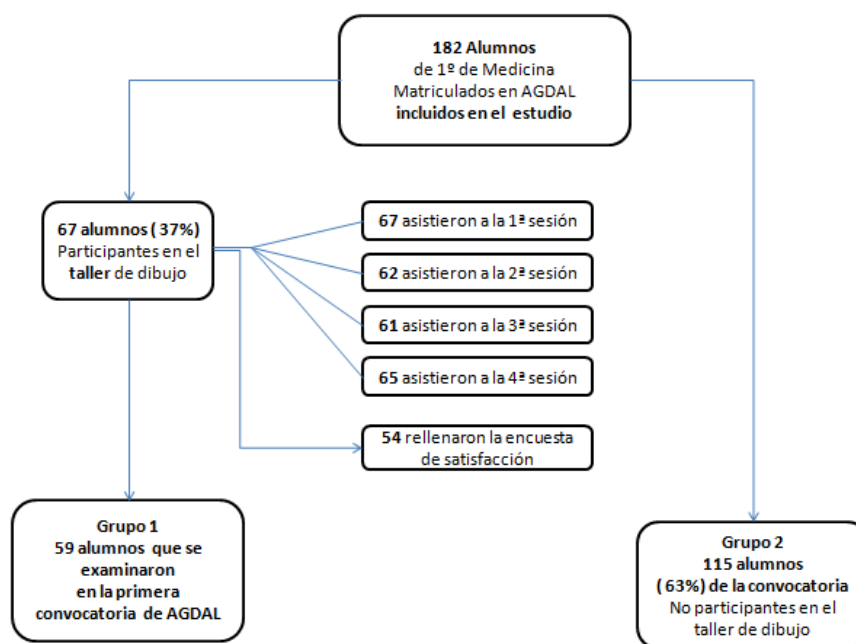 182 Alumnos
de 1º de Medicina
Matriculados en AGDAL
incluidos en el estudio
67 alumnos ( 37%)
Participantes en el
taller de dibujo
67 asistieron a la 1ª sesión
62 asistieron a la 2ª sesión
61 asistieron a la 3ª sesión
65 asistieron a la 4ª sesión
54 rellenaron la encuesta
de satisfacción
Grupo 1
59 alumnos que se
examinaron
en la primera
convocatoria de AGDAL
Grupo 2
115 alumnos
( 63%) de la convocatoria
No participantes en el
taller de dibujo